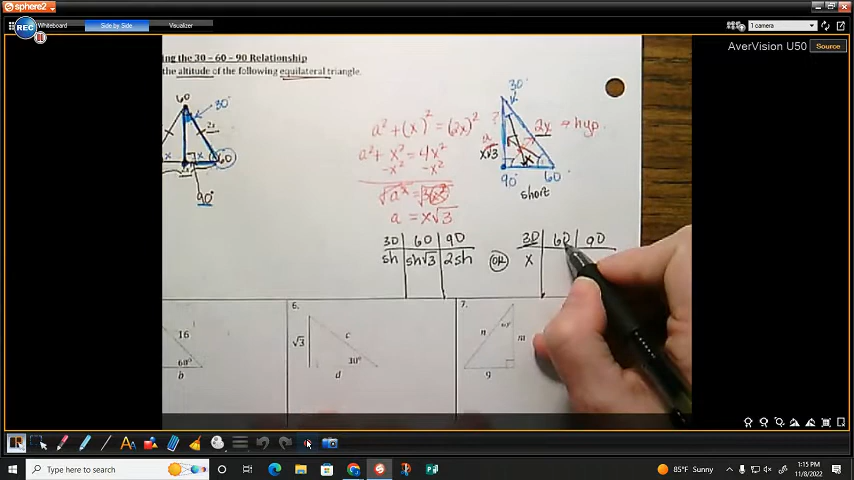 sphere2
1 camera
REC
Whiteboard
Side by Side
Visualizer
AverVision U50
Source
ing the 30 – 60 – 90 Relationship
the altitude of the following equilateral triangle.
60
30°
2x
x
60
90°
a² + (x)² = (2x)²
a² + x² = 4x²
-x² -x²
a = x√3
30°
?
a
x√3
2x → hyp.
x
90° 60°
short
30 | 60 | 90
sh | sh√3 | 2sh
OR
30 | 60 | 90
x
16
60°
b
6.
√3
c
30°
d
7.
n
60°
m
9
Type here to search
85°F Sunny
1:15 PM
11/8/2022